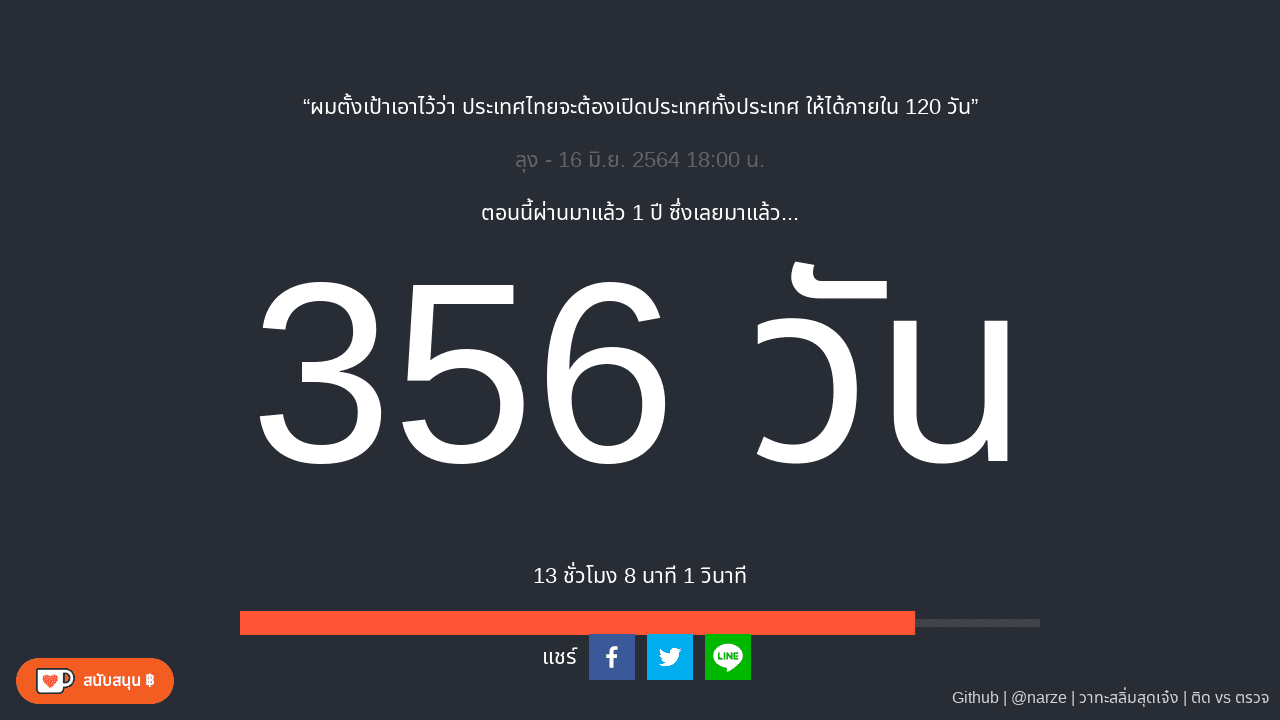 “ผมตั้งเป้าเอาไว้ว่า ประเทศไทยจะต้องเปิดประเทศทั้งประเทศ ให้ได้ภายใน 120 วัน”
ลุง - 16 มิ.ย. 2564 18:00 น.
ตอนนี้ผ่านมาแล้ว 1 ปี ซึ่งเลยมาแล้ว...
356 วัน
13 ชั่วโมง 8 นาที 1 วินาที
แชร์
LINE
สนับสนุน ฿
Github | @narze | วาทะสลิ่มสุดเจ๋ง | ติด vs ตรวจ